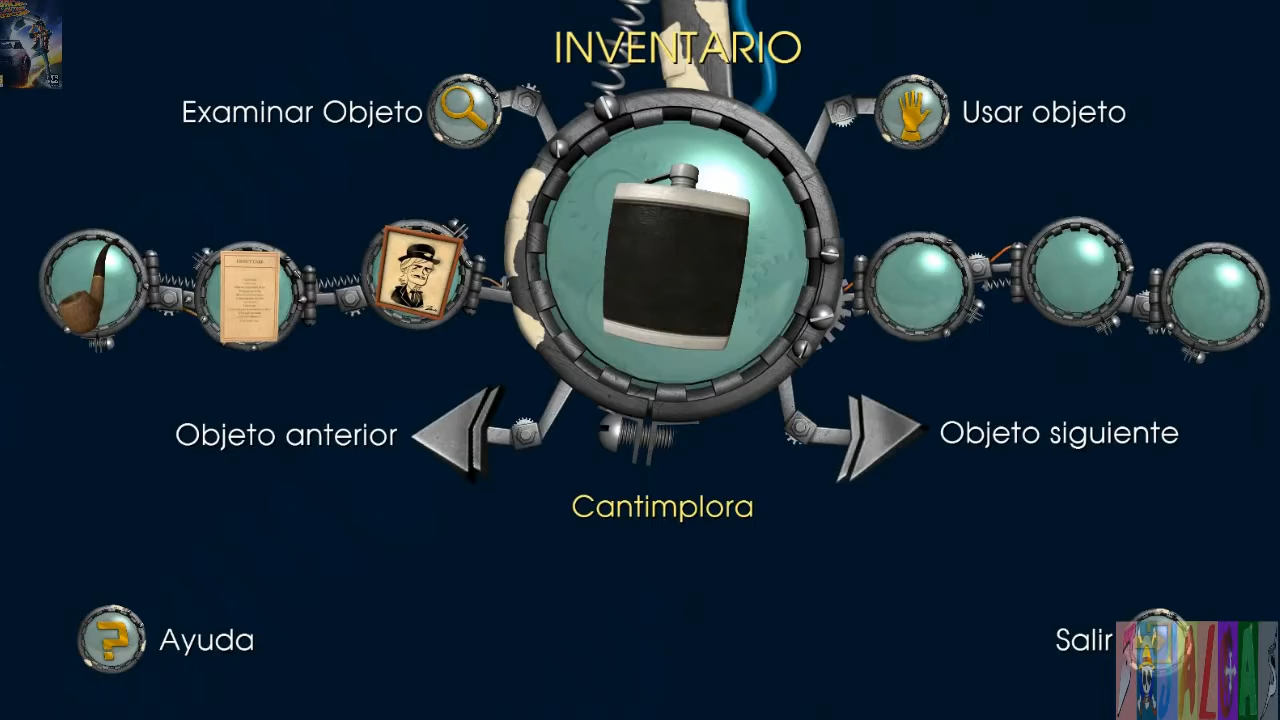 INVENTARIO
Examinar Objeto
Usar objeto
Objeto anterior
Objeto siguiente
Cantimplora
Ayuda
Salir